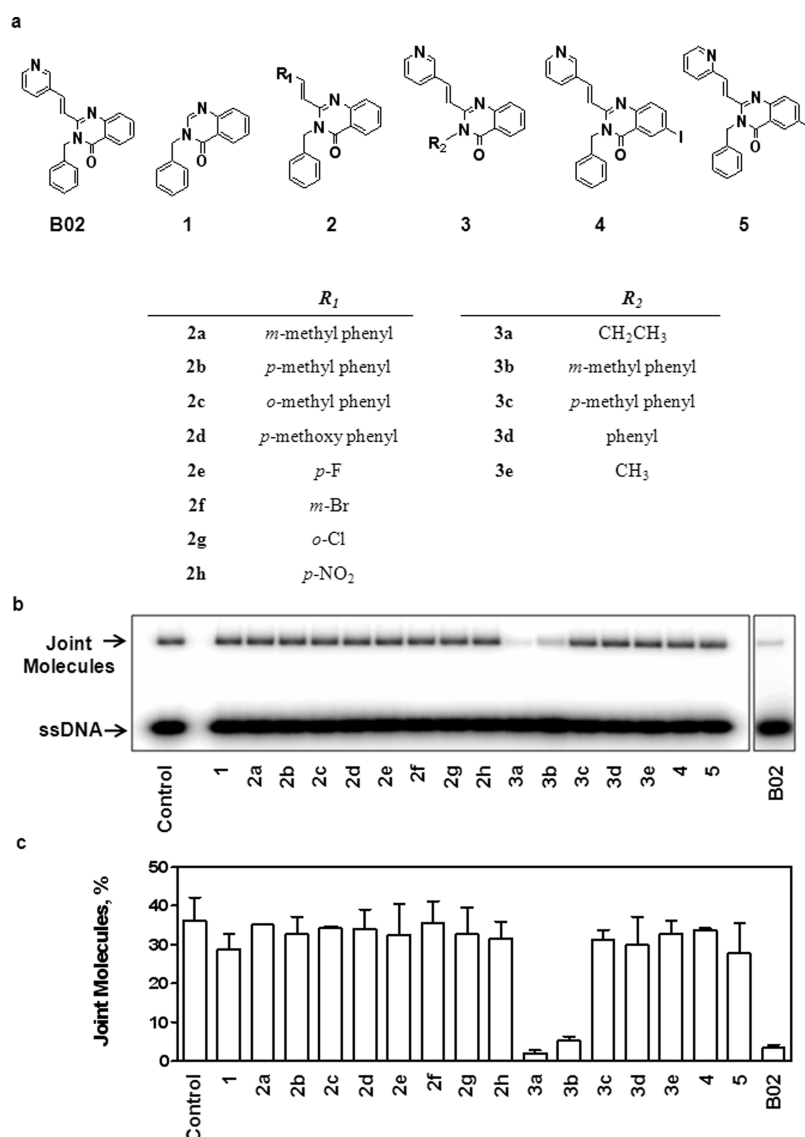 a
N
N
N
O
B02
N
N
O
1
R1
N
N
O
2
N
N
N
R2
O
3
N
N
N
O
I
4
N
N
N
O
5
R1
2a m-methyl phenyl
2b p-methyl phenyl
2c o-methyl phenyl
2d p-methoxy phenyl
2e p-F
2f m-Br
2g o-Cl
2h p-NO2
R2
3a CH2CH3
3b m-methyl phenyl
3c p-methyl phenyl
3d phenyl
3e CH3
b
Joint
Molecules
ssDNA
Control 1 2a 2b 2c 2d 2e 2f 2g 2h 3a 3b 3c 3d 3e 4 5 B02
c
Joint Molecules, %
50
40
30
20
10
0
Control 1 2a 2b 2c 2d 2e 2f 2g 2h 3a 3b 3c 3d 3e 4 5 B02